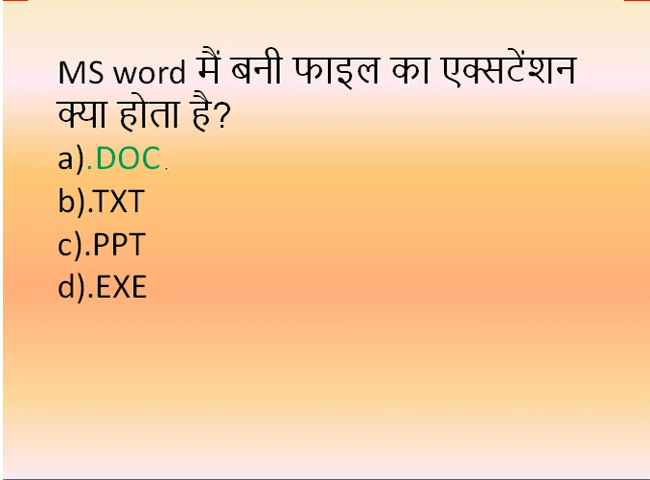 MS word मैं बनी फाइल का एक्सटेंशन
क्या होता है?
a).DOC.
b).TXT
c).PPT
d).EXE